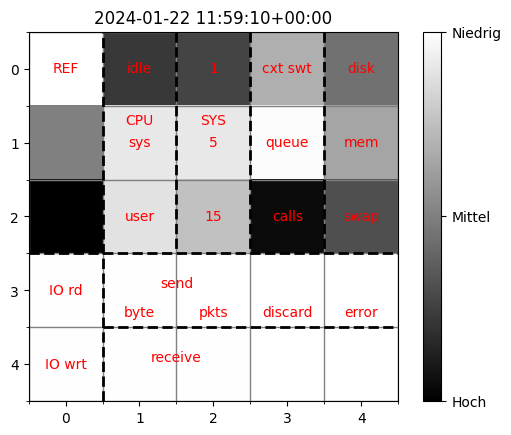 2024-01-22 11:59:10+00:00
Niedrig
0 REF idle 1 cxt swt disk
CPU SYS
1 sys 5 queue mem
2 user 15 calls swap
Mittel
send
3 IO rd
byte pkts discard error
receive
4 IO wrt
Hoch
0 1 2 3 4